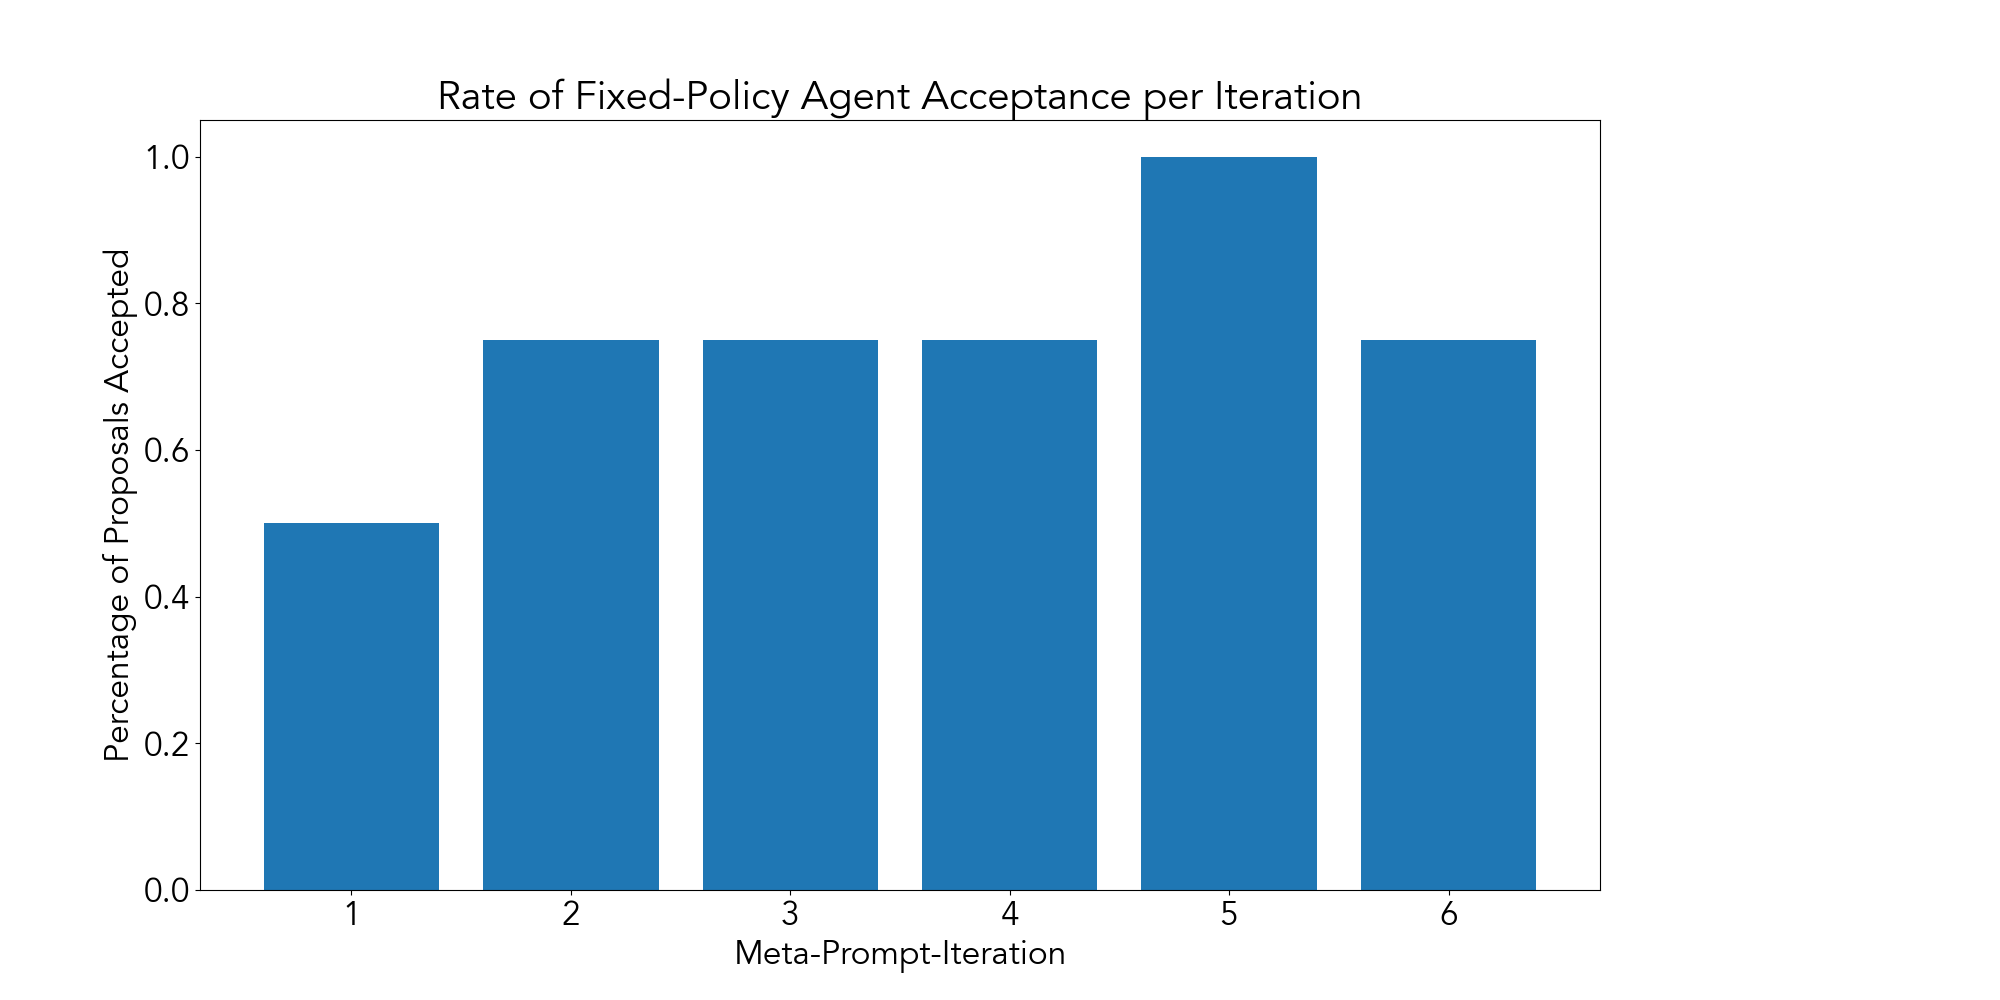 Rate of Fixed-Policy Agent Acceptance per Iteration
Percentage of Proposals Accepted
1.0
0.8
0.6
0.4
0.2
0.0
1 2 3 4 5 6
Meta-Prompt-Iteration